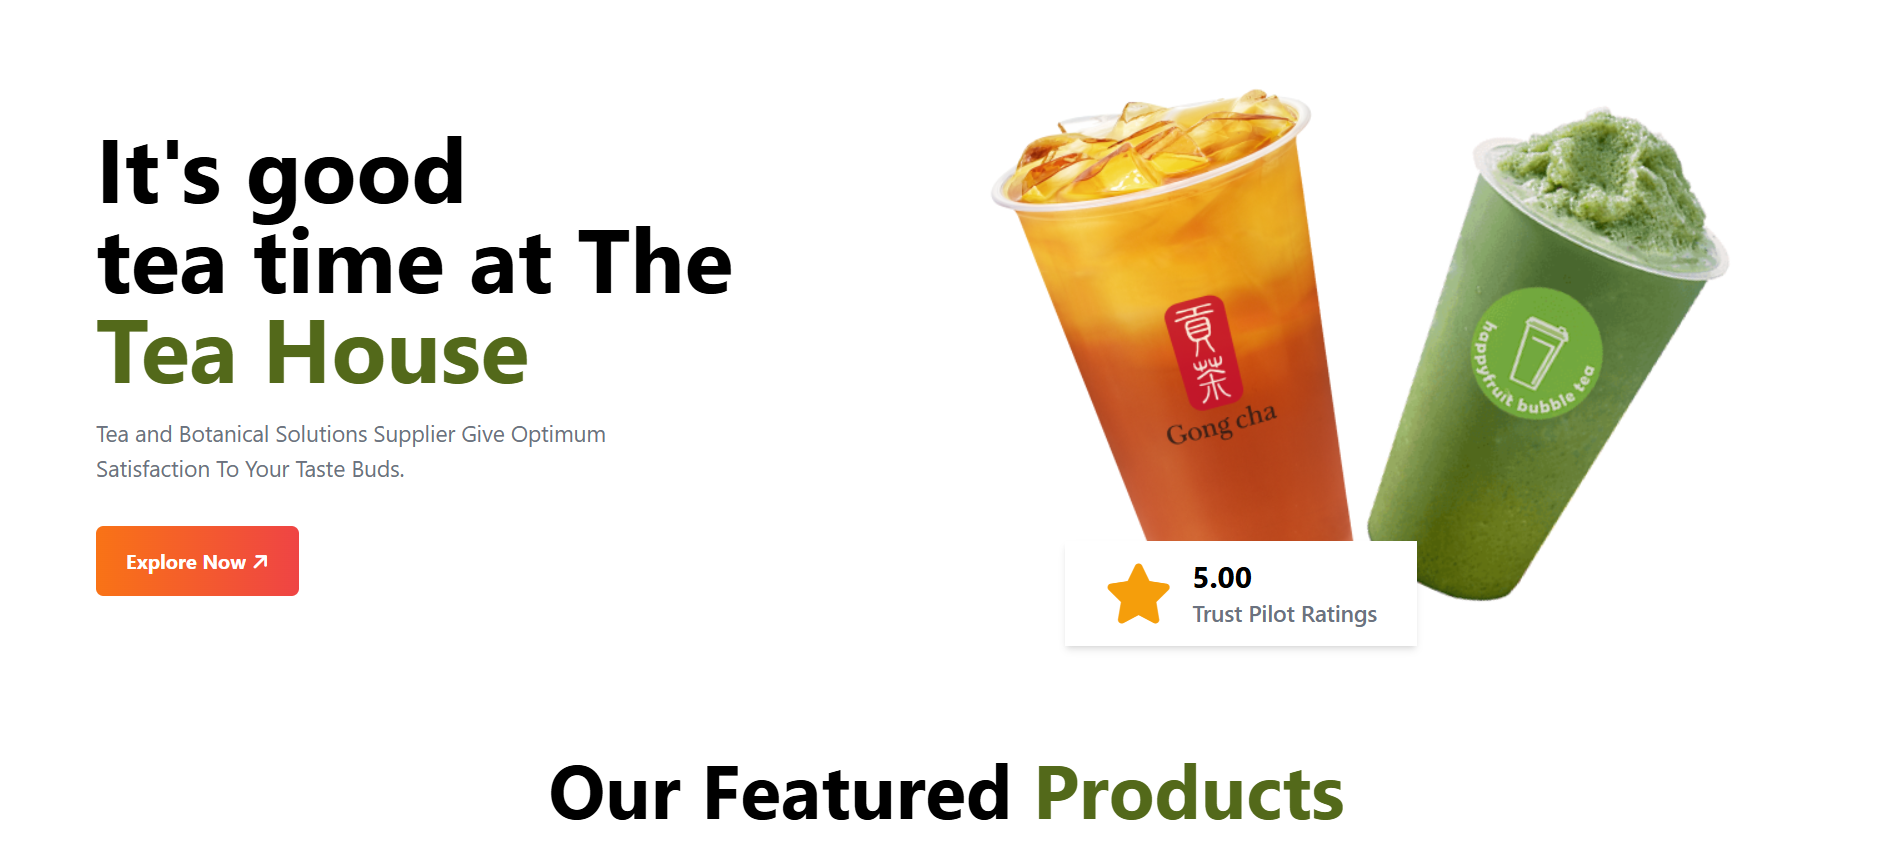 It's good
tea time at The
Tea House
Tea and Botanical Solutions Supplier Give Optimum
Satisfaction To Your Taste Buds.
Explore Now
貢茶
Gong cha
happyfruit bubble tea
5.00
Trust Pilot Ratings
Our Featured Products